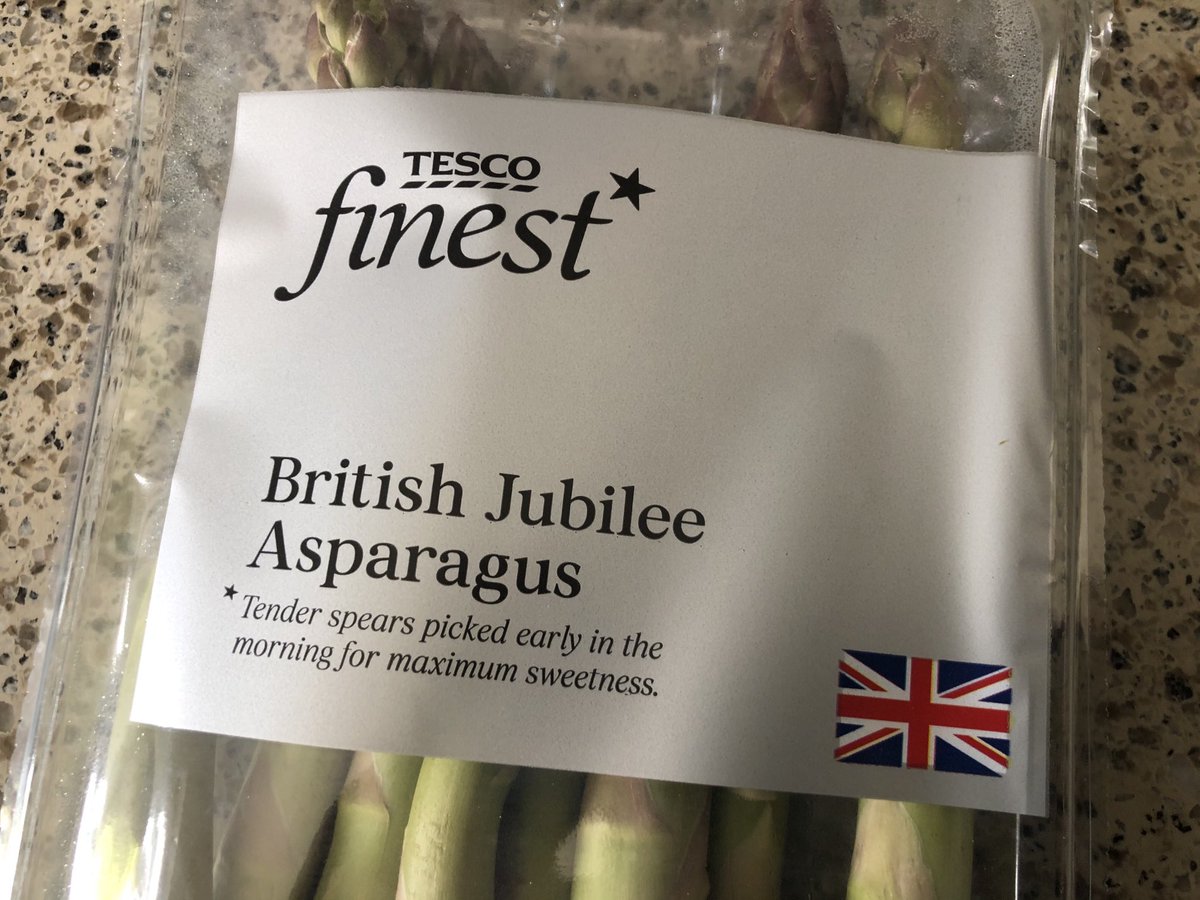 TESCO
finest*
British Jubilee
Asparagus
*Tender spears picked early in the
morning for maximum sweetness.